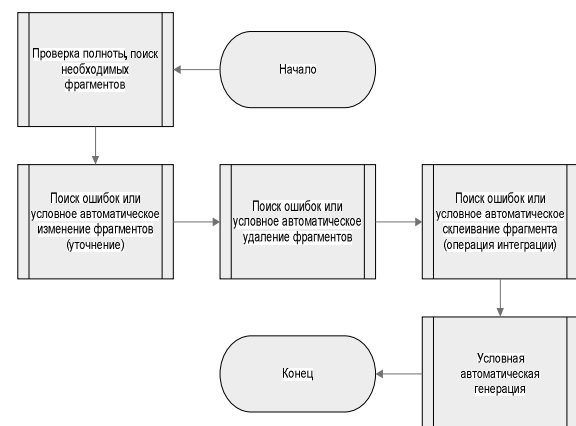 Проверка полноты, поиск
необходимых
фрагментов
Начало
Поиск ошибок или
условное автоматическое
изменение фрагментов
(уточнение)
Поиск ошибок или
условное автоматическое
удаление фрагментов
Поиск ошибок или
условное автоматическое
склеивание фрагмента
(операция интеграции)
Условная
автоматическая
генерация
Конец